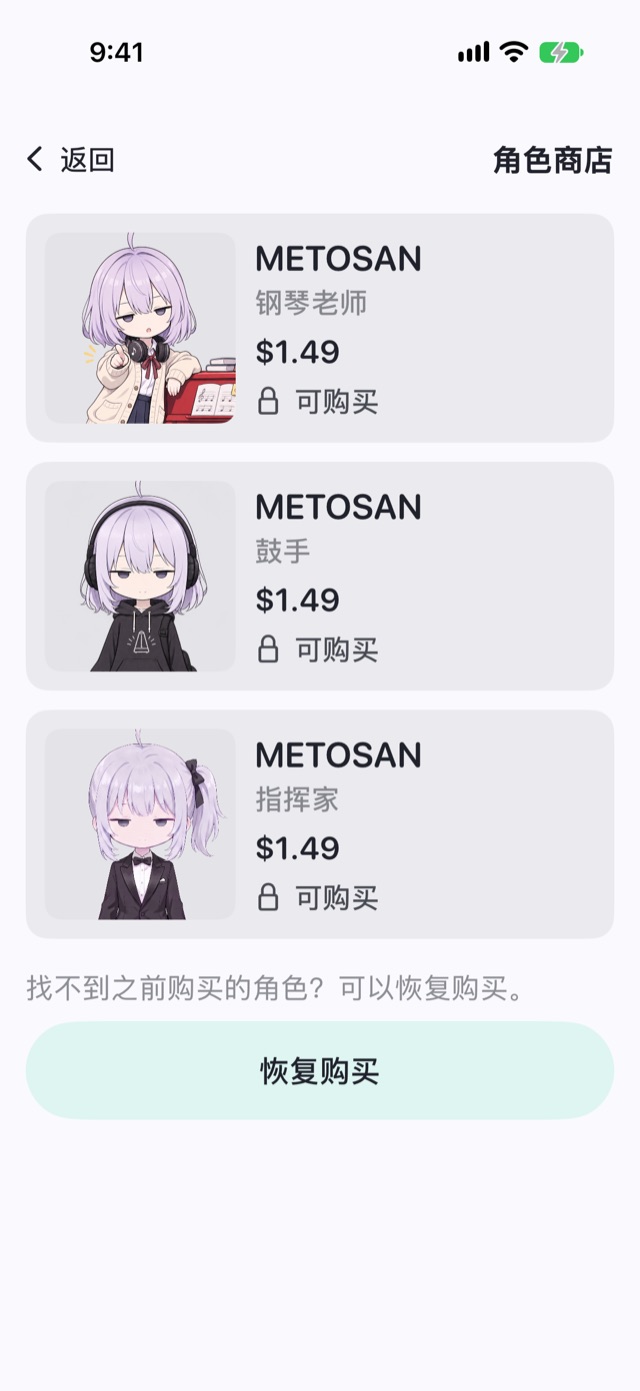 9:41
返回
角色商店
METOSAN
钢琴老师
$1.49
可购买
METOSAN
鼓手
$1.49
可购买
METOSAN
指挥家
$1.49
可购买
找不到之前购买的角色？可以恢复购买。
恢复购买